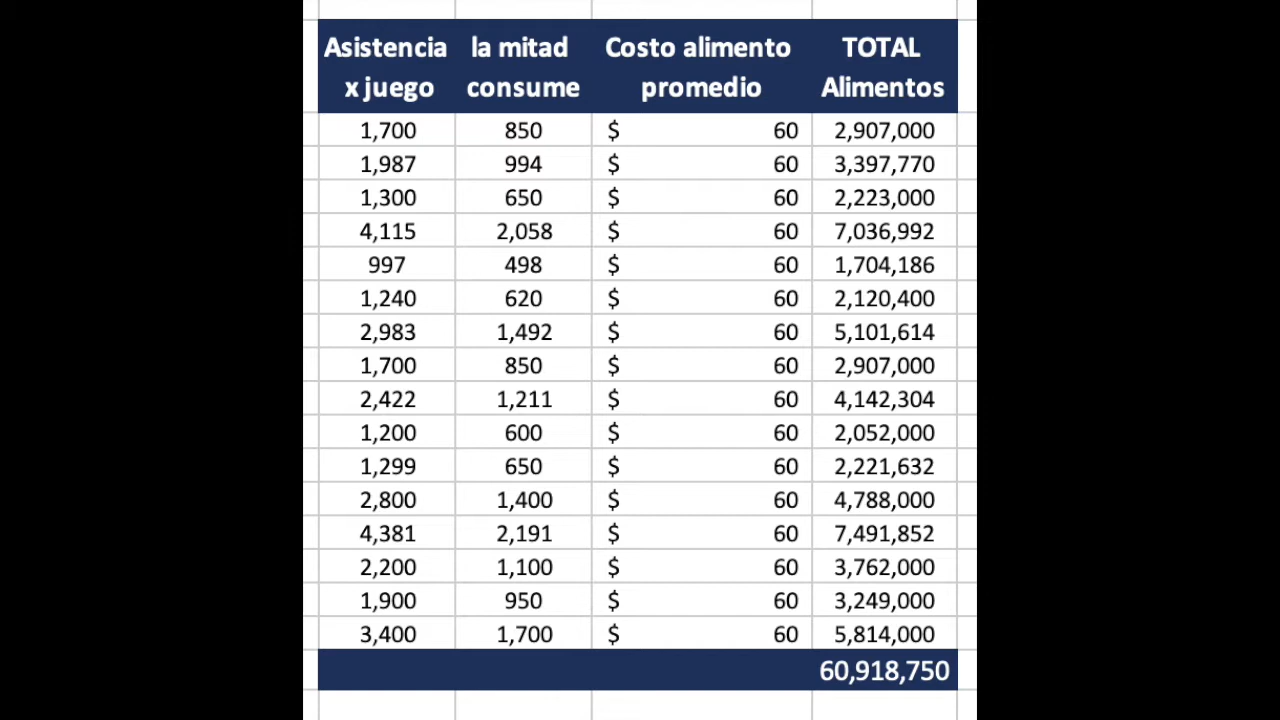 Asistencia x juego la mitad consume Costo alimento promedio TOTAL Alimentos
1,700 850 $ 60 2,907,000
1,987 994 $ 60 3,397,770
1,300 650 $ 60 2,223,000
4,115 2,058 $ 60 7,036,992
997 498 $ 60 1,704,186
1,240 620 $ 60 2,120,400
2,983 1,492 $ 60 5,101,614
1,700 850 $ 60 2,907,000
2,422 1,211 $ 60 4,142,304
1,200 600 $ 60 2,052,000
1,299 650 $ 60 2,221,632
2,800 1,400 $ 60 4,788,000
4,381 2,191 $ 60 7,491,852
2,200 1,100 $ 60 3,762,000
1,900 950 $ 60 3,249,000
3,400 1,700 $ 60 5,814,000
60,918,750